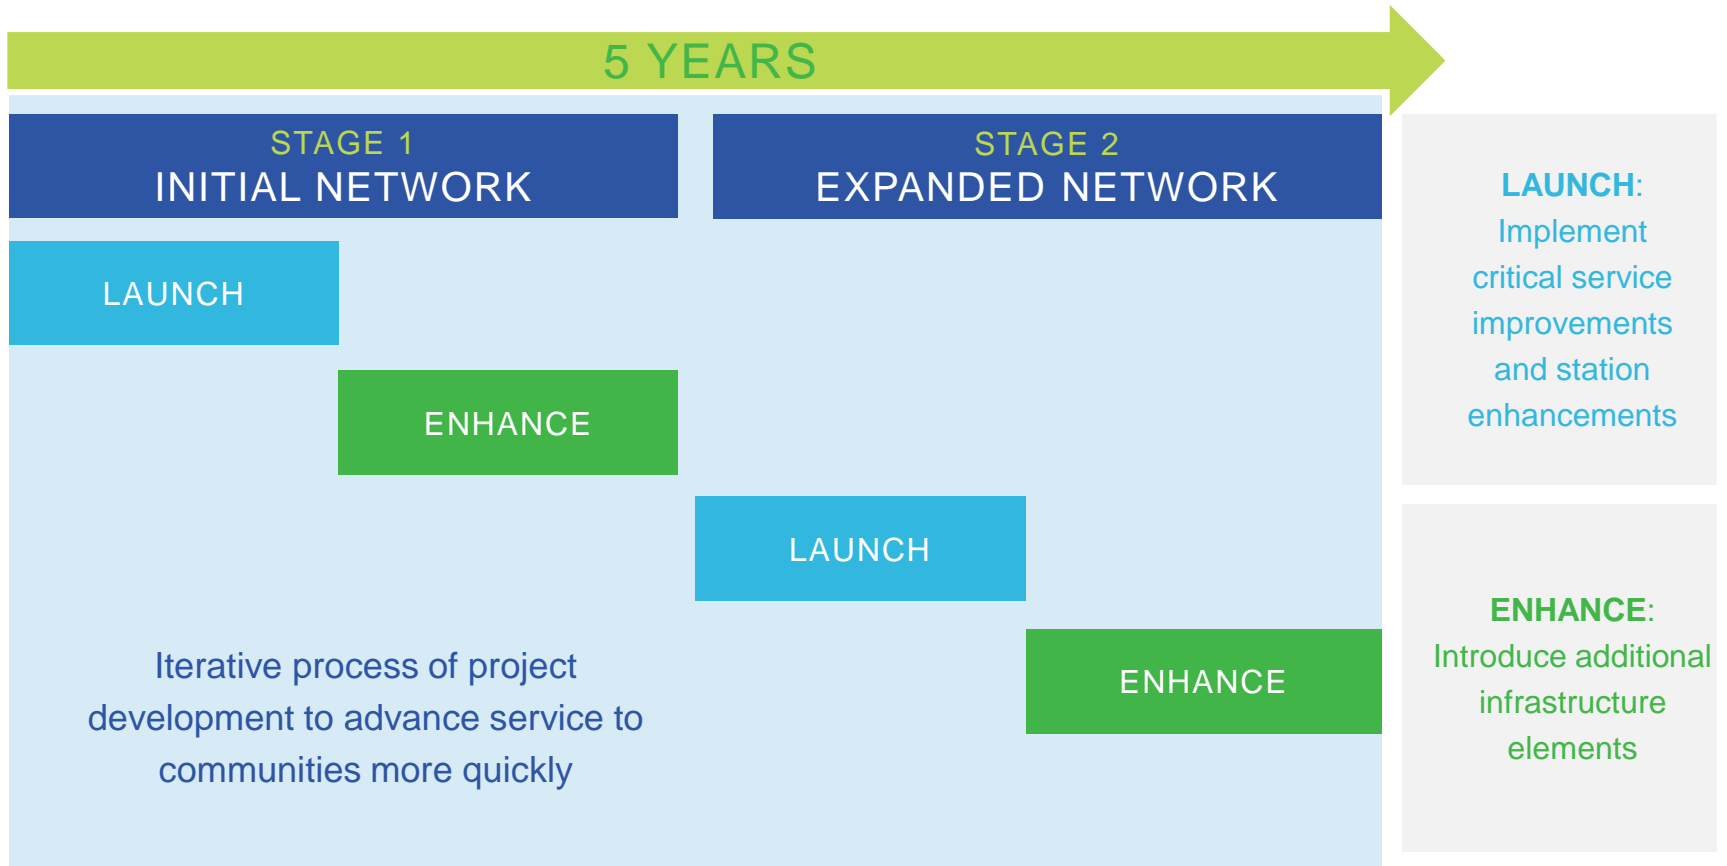 5 YEARS
STAGE 1
INITIAL NETWORK
STAGE 2
EXPANDED NETWORK
LAUNCH
ENHANCE
LAUNCH
ENHANCE
Iterative process of project
development to advance service to
communities more quickly
LAUNCH:
Implement
critical service
improvements
and station
enhancements
ENHANCE:
Introduce additional
infrastructure
elements